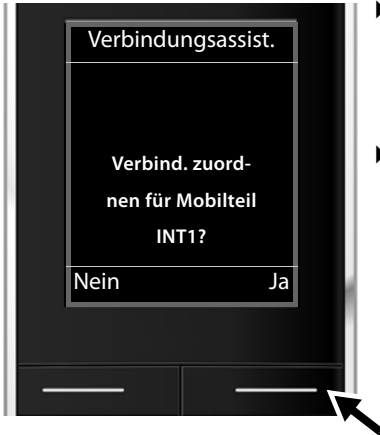 Verbindungsassist.
Verbind. zuord-
nen für Mobilteil
INT1?
Nein Ja